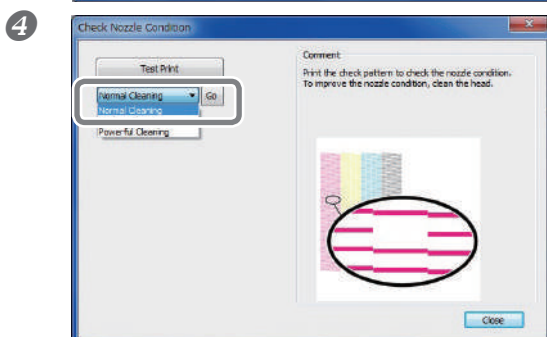 4
Check Nozzle Condition
Test Print
Normal Cleaning
Go
Normal Cleaning
Powerful Cleaning
Comment
Print the check pattern to check the nozzle condition.
To improve the nozzle condition, clean the head.
Close